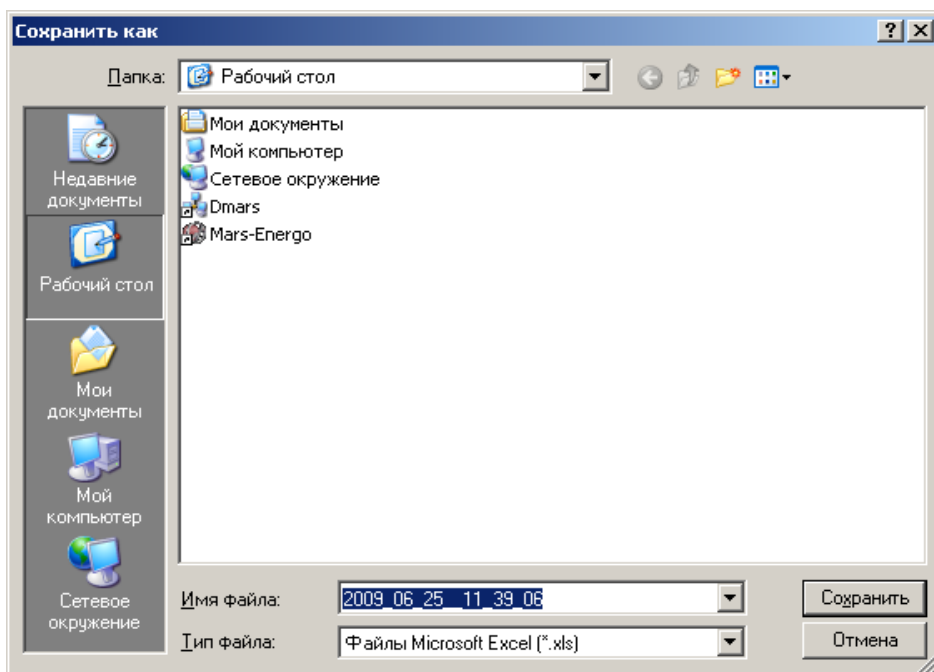 Сохранить как
Папка:
Рабочий стол
Мои документы
Мой компьютер
Сетевое окружение
Dmars
Mars-Energo
Недавние
документы
Рабочий стол
Мои
документы
Мой
компьютер
Сетевое
окружение
Имя файла:
2009_06_25__11_39_06
Сохранить
Тип файла:
Файлы Microsoft Excel (*.xls)
Отмена